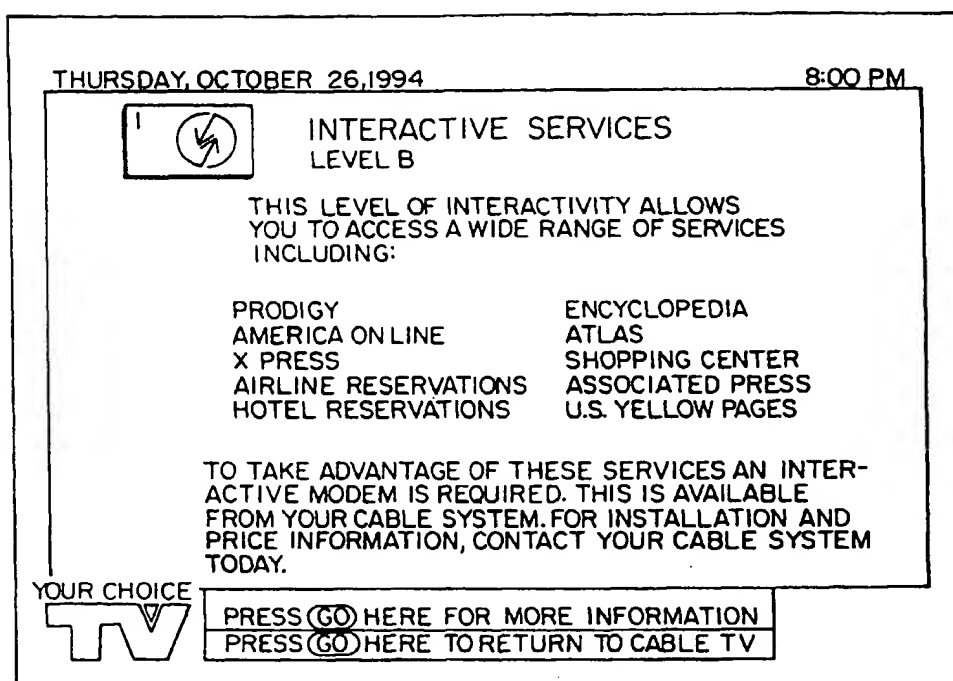 THURSDAY, OCTOBER 26,1994 8:00 PM
1
INTERACTIVE SERVICES
LEVEL B
THIS LEVEL OF INTERACTIVITY ALLOWS
YOU TO ACCESS A WIDE RANGE OF SERVICES
INCLUDING:
PRODIGY ENCYCLOPEDIA
AMERICA ON LINE ATLAS
X PRESS SHOPPING CENTER
AIRLINE RESERVATIONS ASSOCIATED PRESS
HOTEL RESERVATIONS U.S. YELLOW PAGES
TO TAKE ADVANTAGE OF THESE SERVICES AN INTER-
ACTIVE MODEM IS REQUIRED. THIS IS AVAILABLE
FROM YOUR CABLE SYSTEM. FOR INSTALLATION AND
PRICE INFORMATION, CONTACT YOUR CABLE SYSTEM
TODAY.
YOUR CHOICE
TV
PRESS GO HERE FOR MORE INFORMATION
PRESS GO HERE TO RETURN TO CABLE TV